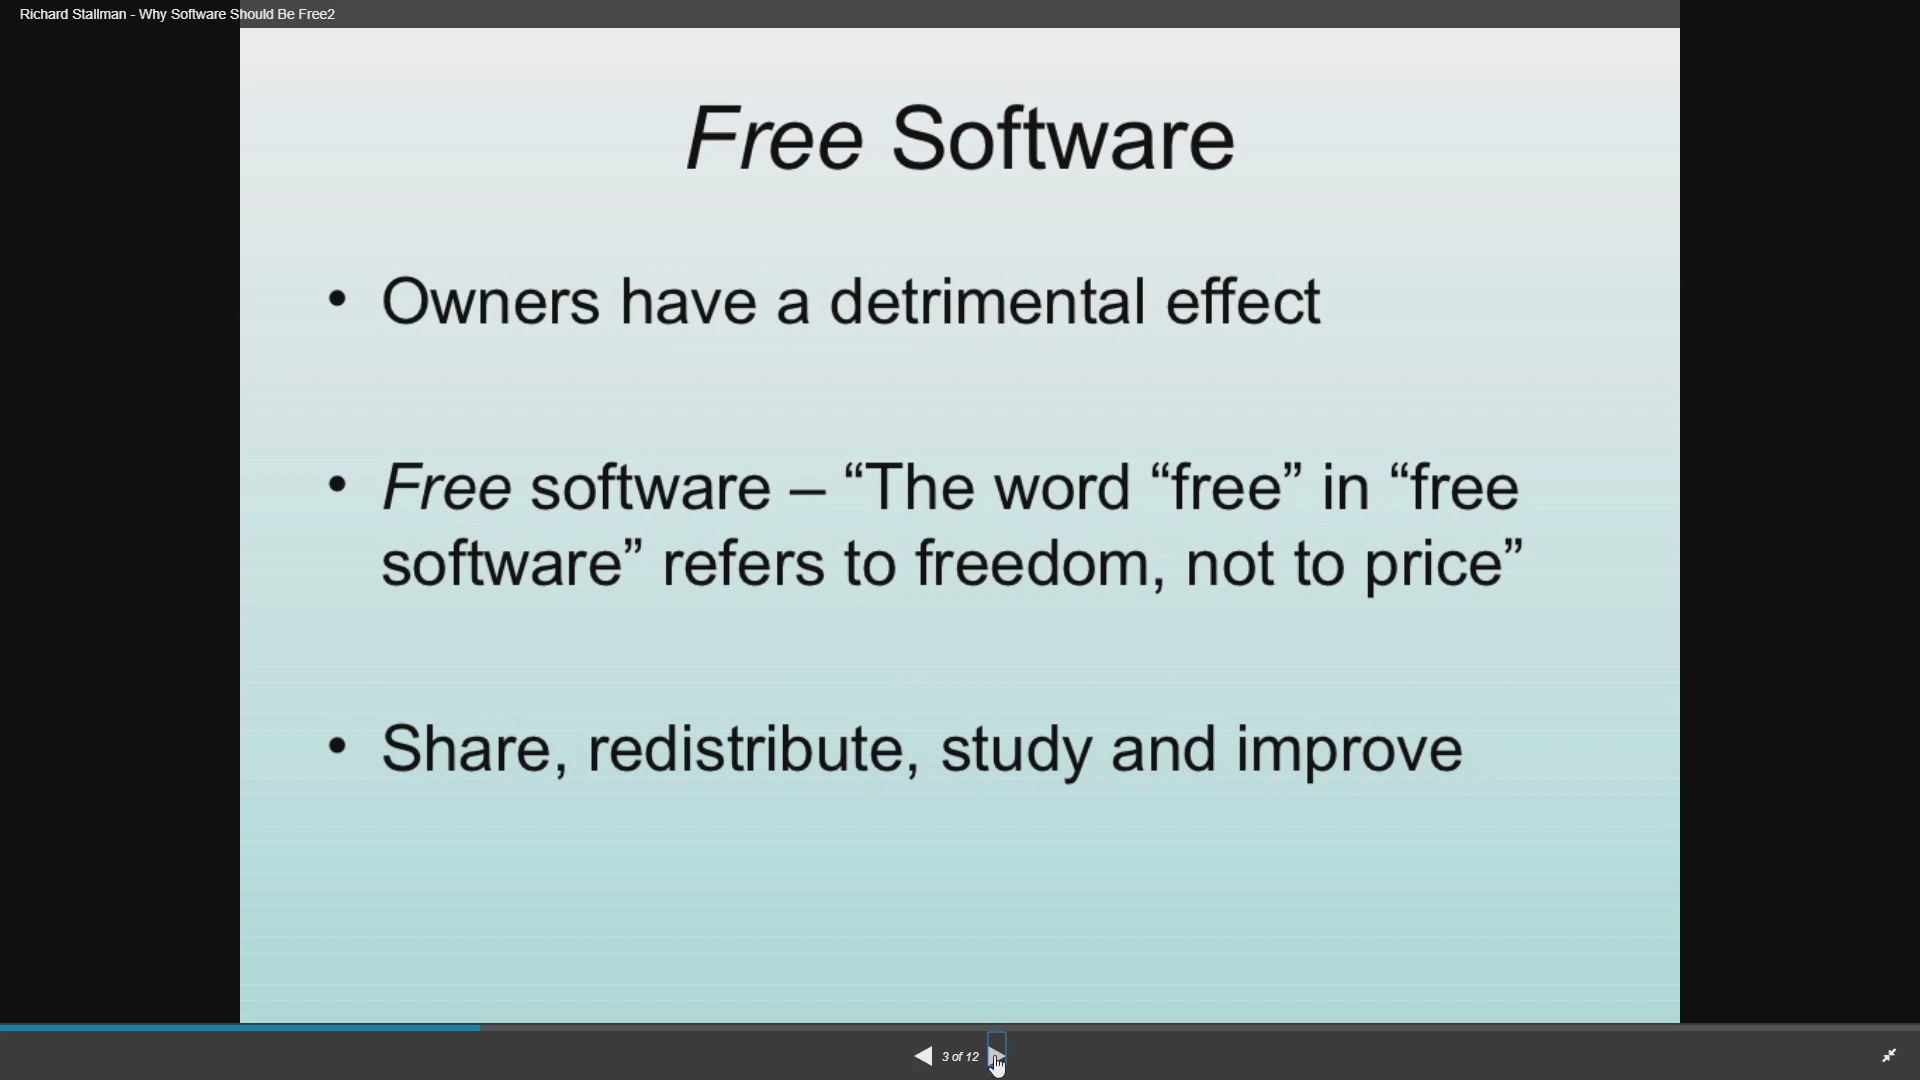 Richard Stallman - Why Software Should Be Free2
Free Software
• Owners have a detrimental effect
• Free software – “The word “free” in “free
software” refers to freedom, not to price”
• Share, redistribute, study and improve
3 of 12